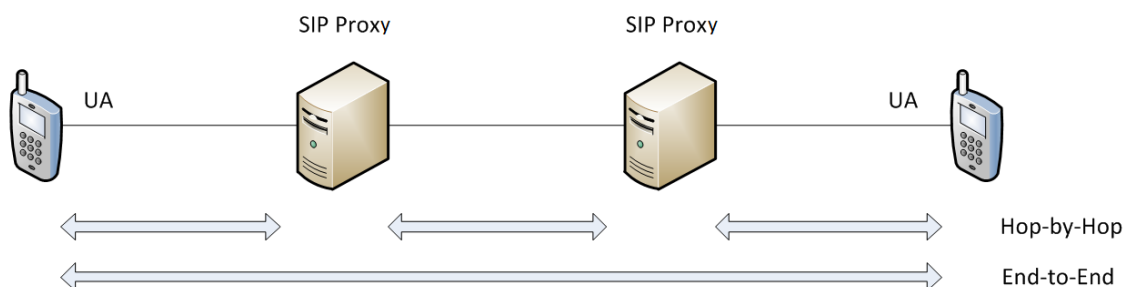 SIP Proxy
SIP Proxy
UA
UA
Hop-by-Hop
End-to-End